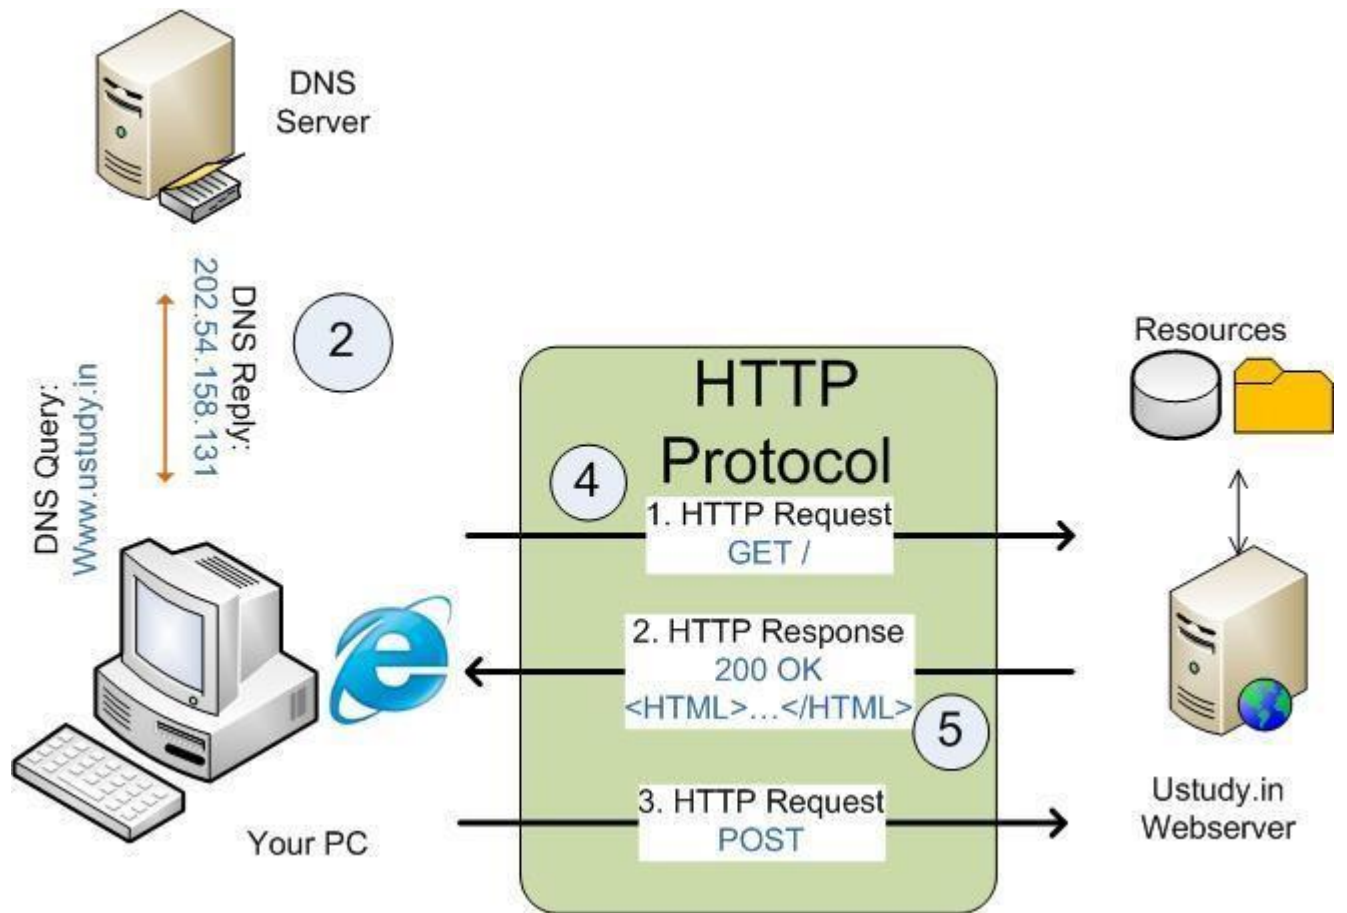 DNS
Server
DNS Reply:
202.54.158.131
2
DNS Query:
Www.ustudy.in
HTTP
Protocol
4
1. HTTP Request
GET /
2. HTTP Response
200 OK
<HTML>...</HTML>
5
3. HTTP Request
POST
Your PC
Resources
Ustudy.in
Webserver